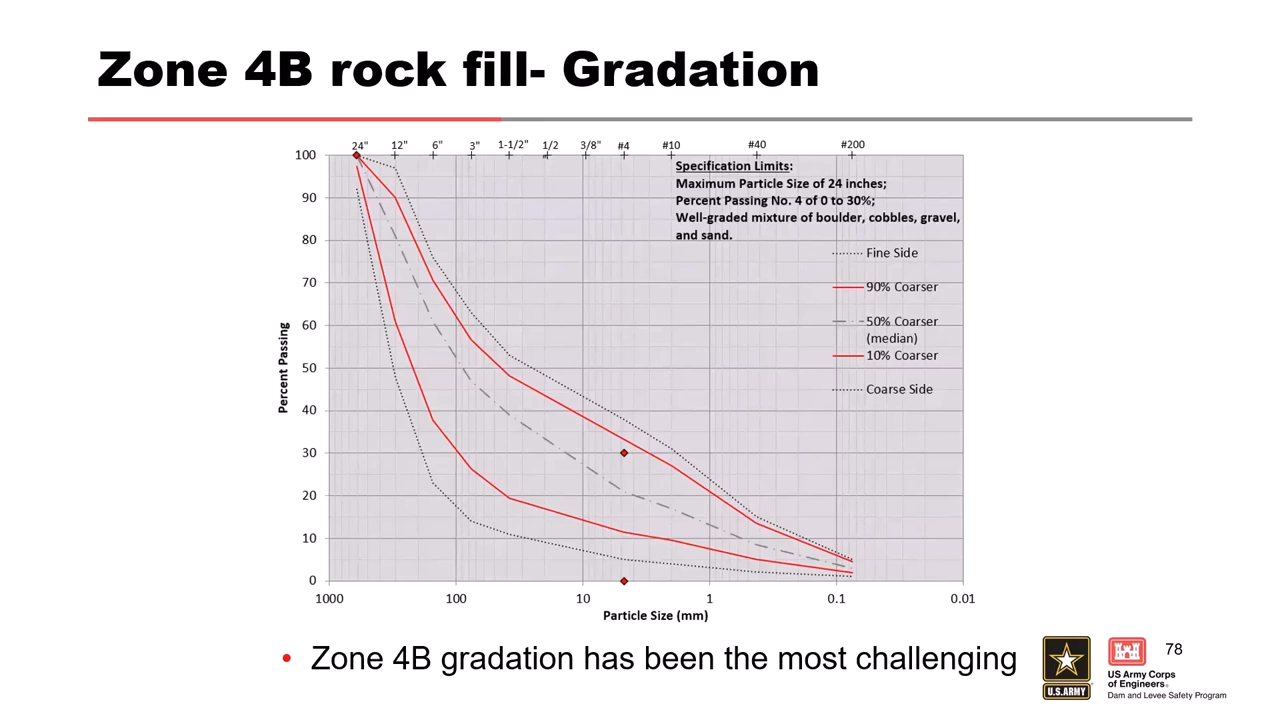 Zone 4B rock fill- Gradation
24" 12" 6" 3" 1-1/2" 1/2 3/8" #4 #10 #40 #200
"
100
90
80
70
60
50
40
30
20
10
0
Percent Passing
Specification Limits:
Maximum Particle Size of 24 inches;
Percent Passing No. 4 of 0 to 30%;
Well-graded mixture of boulder, cobbles, gravel,
and sand.
Fine Side
90% Coarser
50% Coarser
(median)
10% Coarser
Coarse Side
1000 100 10 1 0.1 0.01
Particle Size (mm)
• Zone 4B gradation has been the most challenging
U.S.ARMY
78
US Army Corps
of Engineers®
Dam and Levee Safety Program